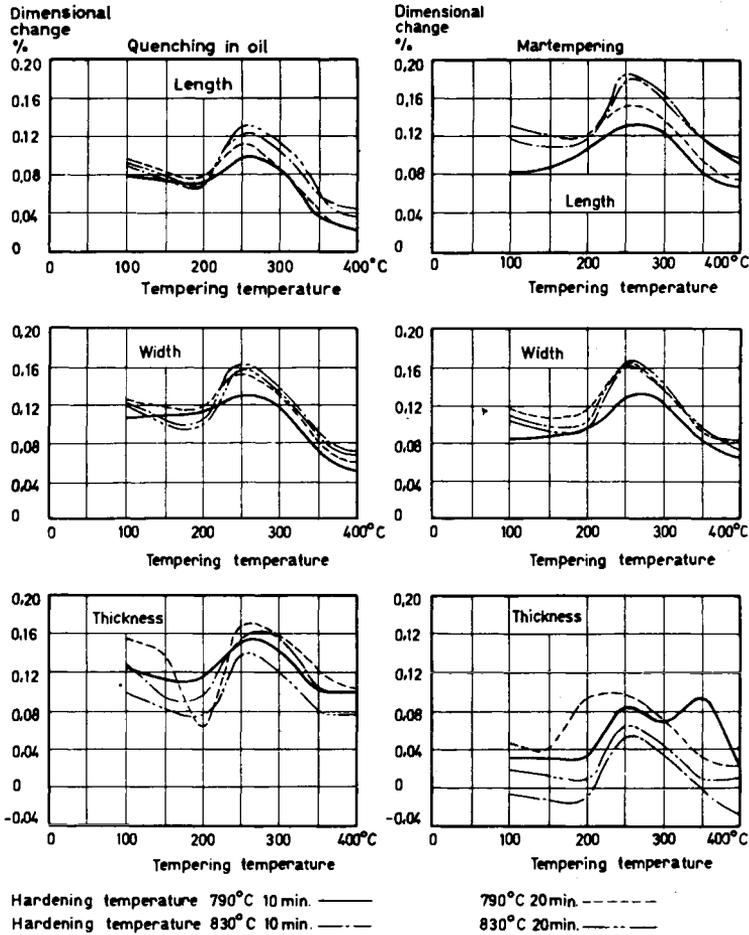 Dimensional
change
%
Quenching in oil
0,20
0,16
0,12
0,08
0,04
0
Length
0 100 200 300 400°C
Tempering temperature
Dimensional
change
%
Martempering
0,20
0,16
0,12
0,08
0.04
0
Length
0 100 200 300 400°C
Tempering temperature
0,20
0,16
0,12
0,08
0,04
0
Width
0 100 200 300 400°C
Tempering temperature
0,20
0,16
0,12
0,08
0,04
0
Width
0 100 200 300 400°C
Tempering temperature
0,20
0,16
0,12
0,08
0.04
0
-0.04
Thickness
0 100 200 300 400°C
Tempering temperature
0,20
0,12
0,12
0,08
0.04
0
-0.04
Thickness
0 100 200 300 400°C
Tempering temperature
Hardening temperature 790°C 10 min.
790°C 20 min.
Hardening temperature 830°C 10 min.
830°C 20min.